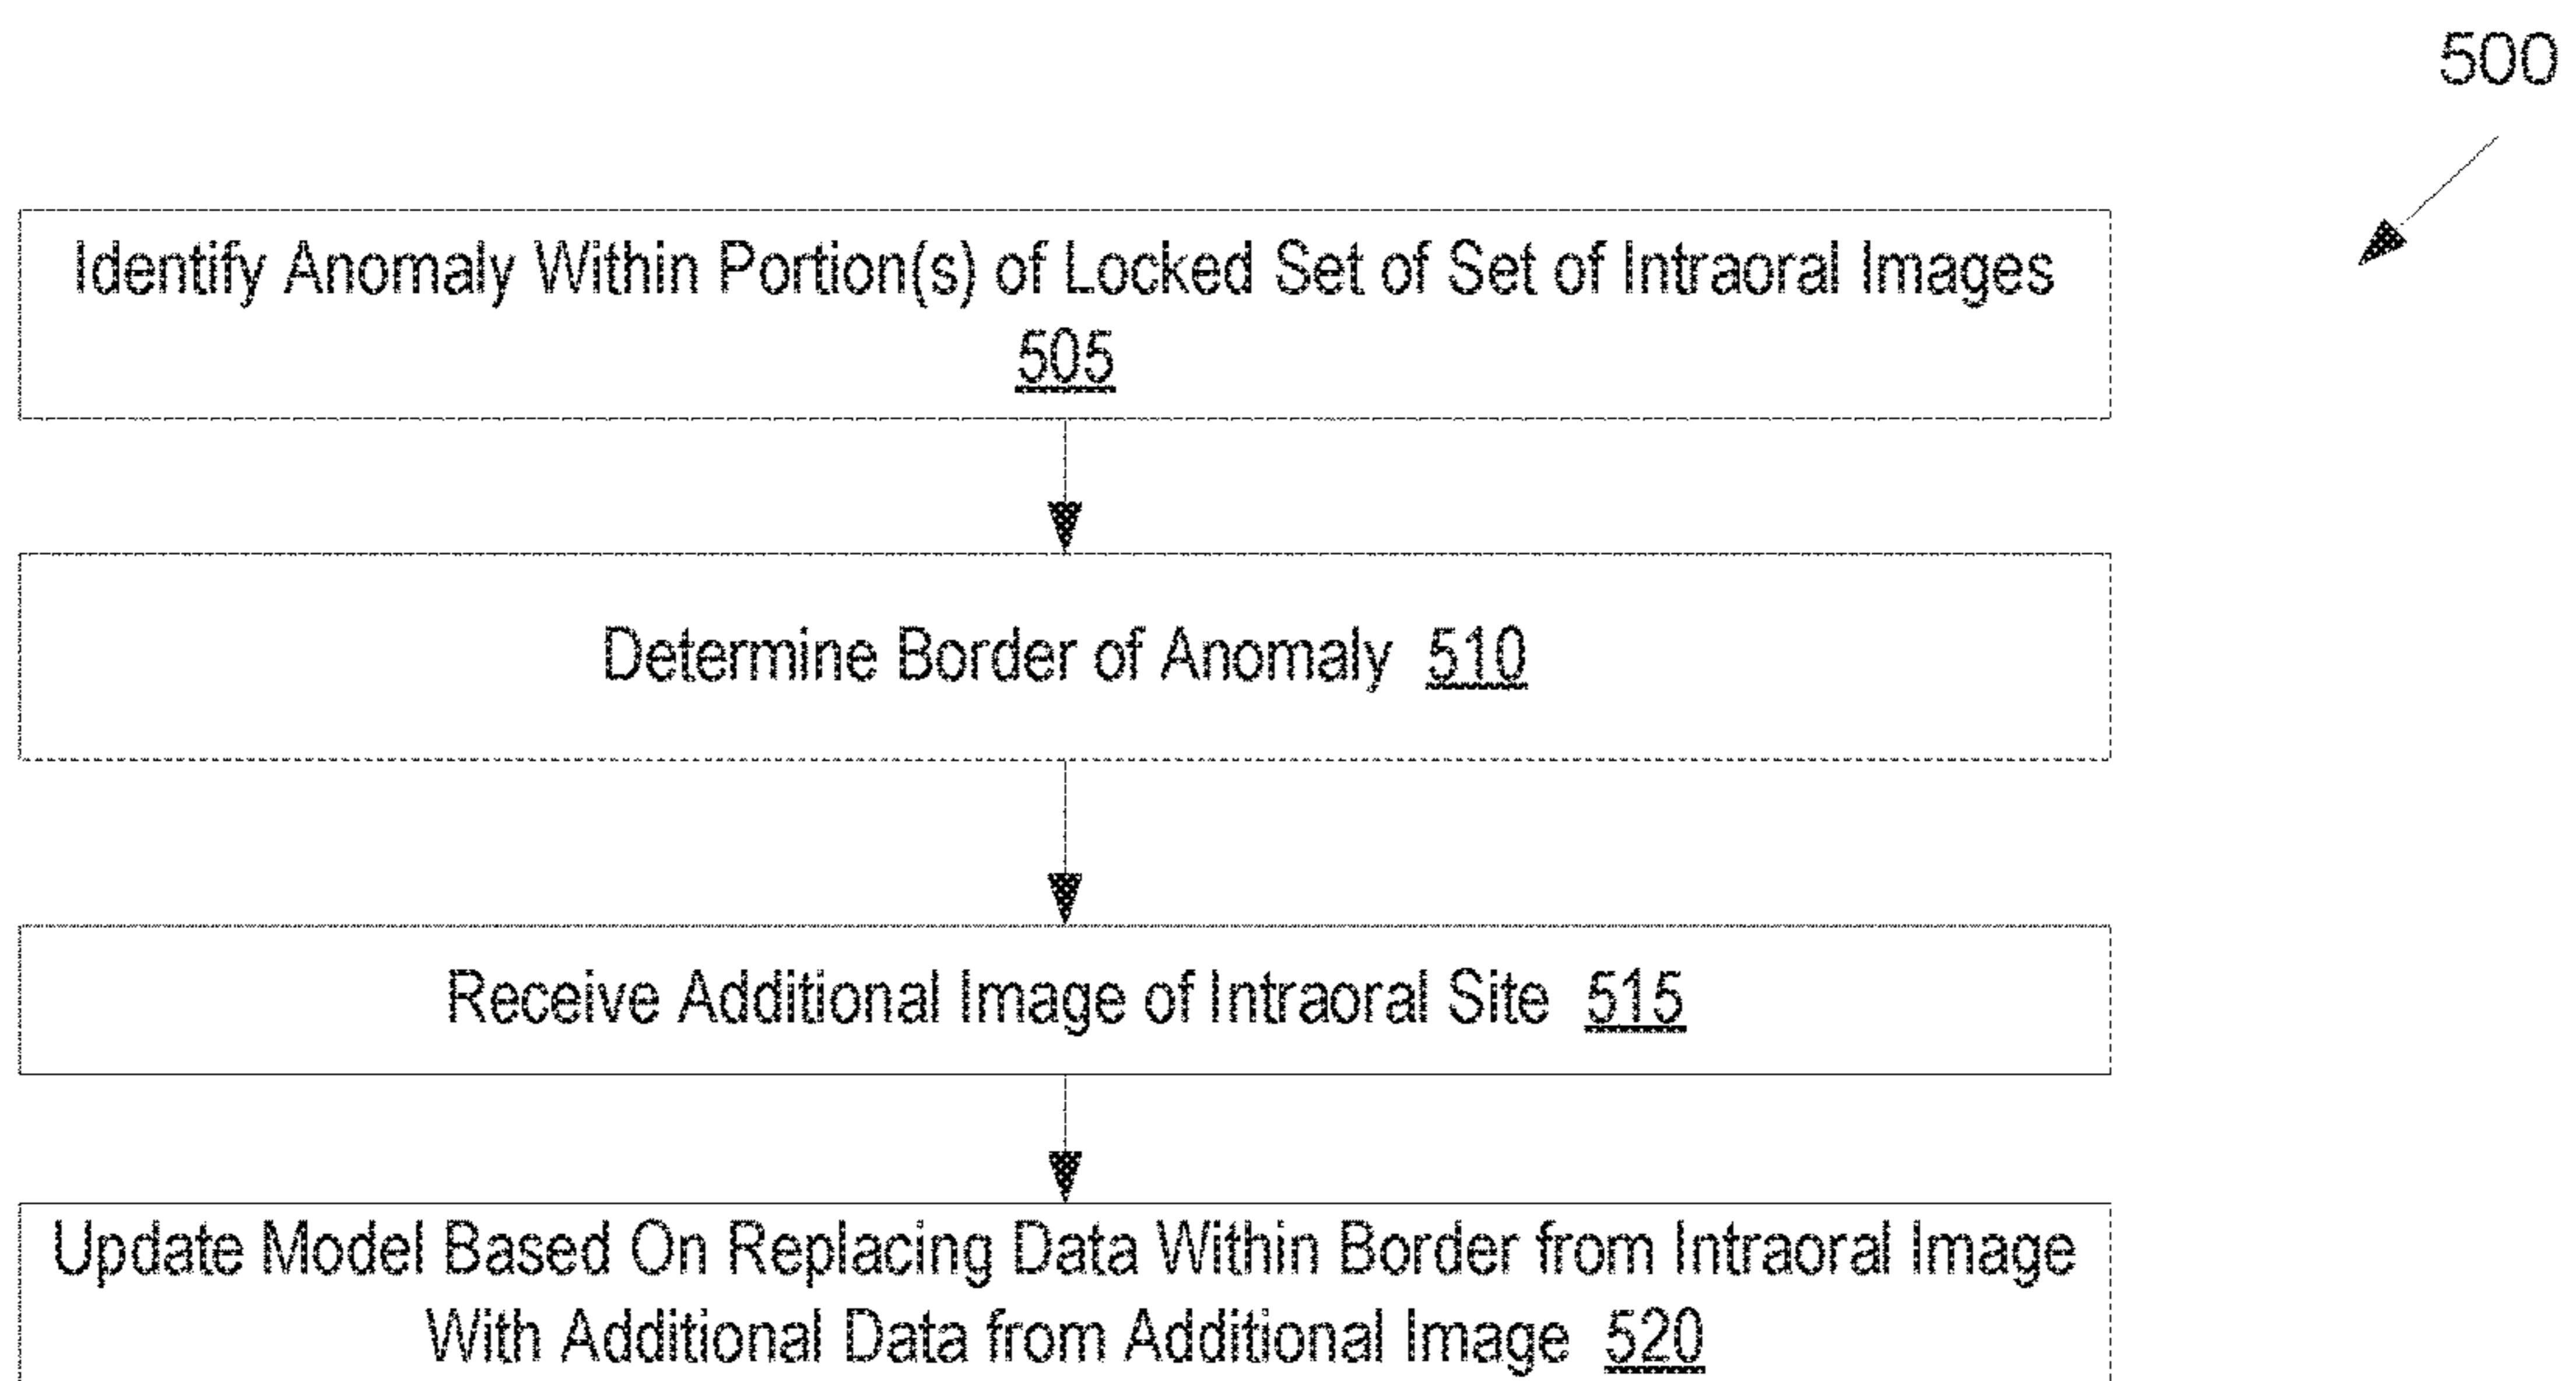 500
Identify Anomaly Within Portion(s) of Locked Set of Set of Intraoral Images
505
Determine Border of Anomaly 510
Receive Additional Image of Intraoral Site 515
Update Model Based On Replacing Data Within Border from Intraoral Image
With Additional Data from Additional Image 520